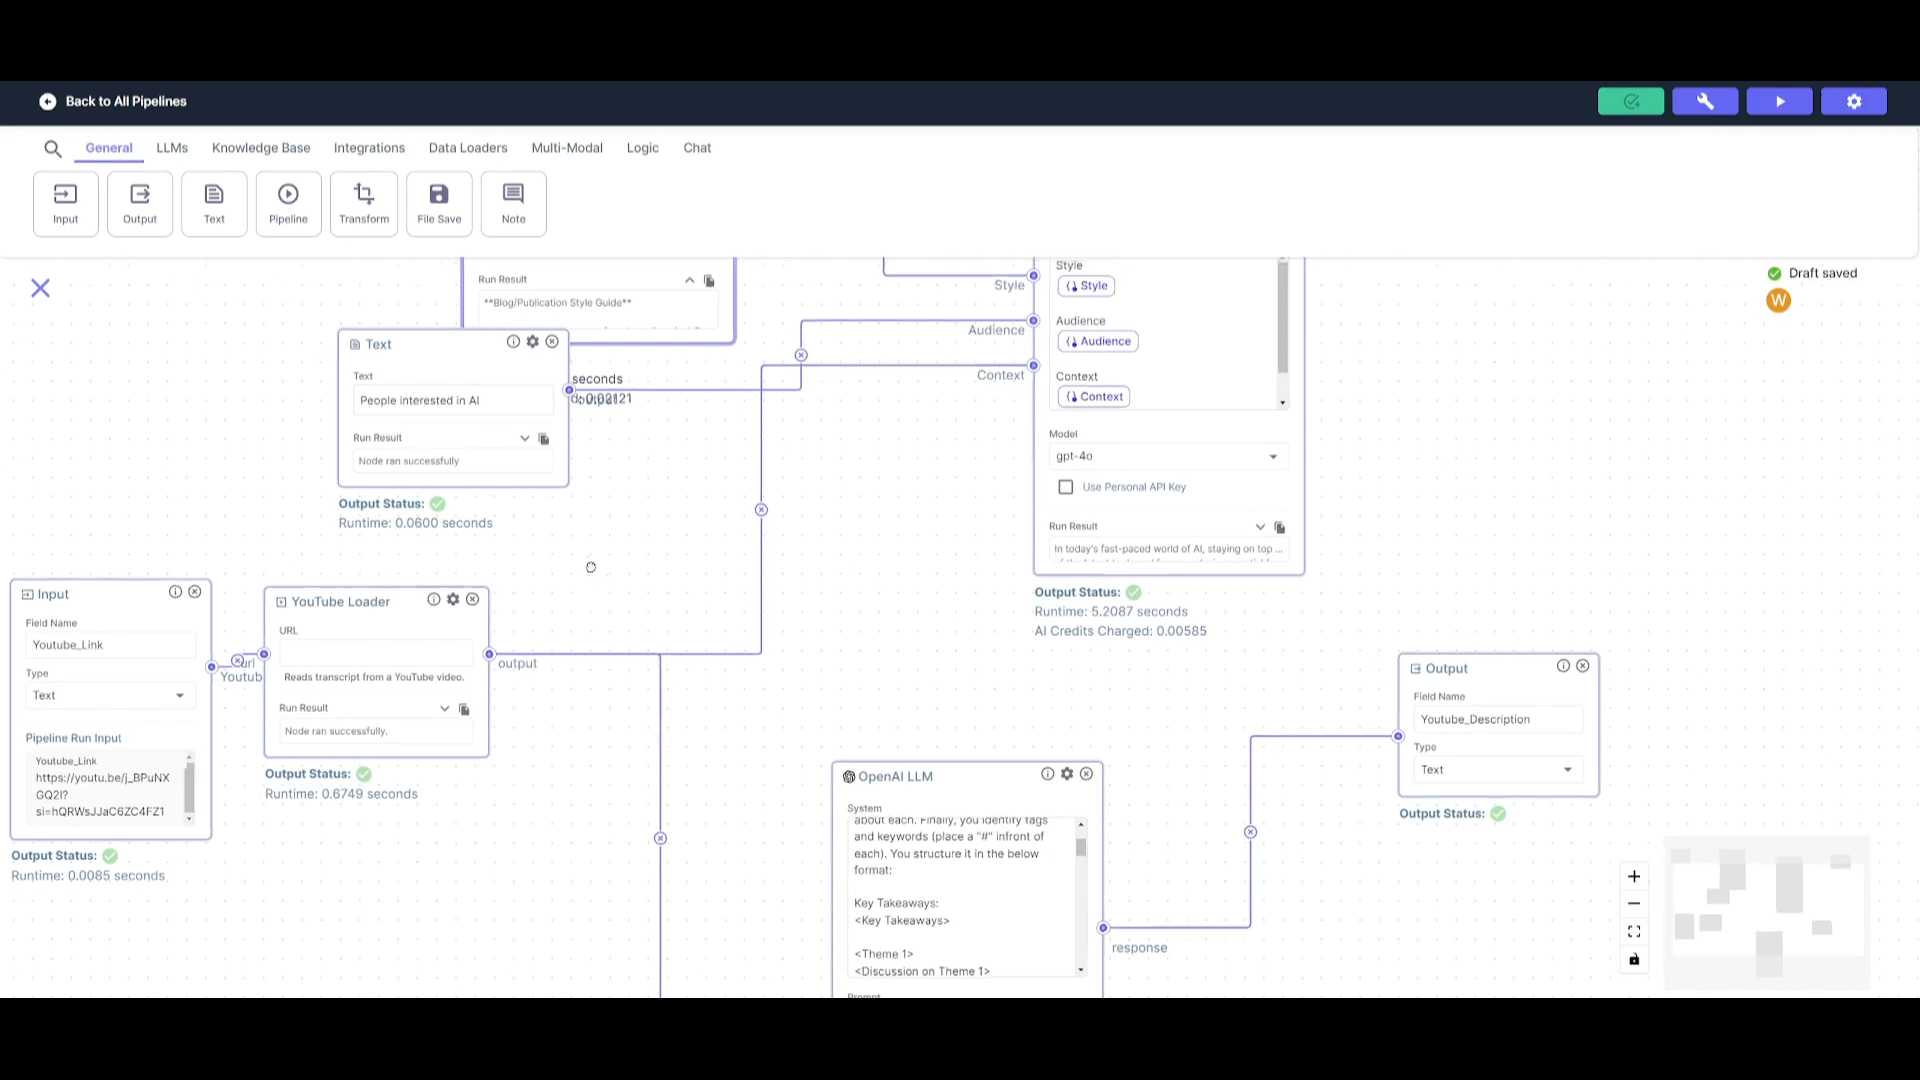 Back to All Pipelines
General
LLMs
Knowledge Base
Integrations
Data Loaders
Multi-Modal
Logic
Chat
Input
Output
Text
Pipeline
Transform
File Save
Note
Draft saved
W
Run Result
**Blog/Publication Style Guide**
Style
Style
Style
Audience
Audience
Audience
Context
Context
Context
Model
gpt-4o
Use Personal API Key
Run Result
In today's fast-paced world of AI, staying on top ...
Output Status:
Runtime: 5.2087 seconds
AI Credits Charged: 0.00585
Text
Text
People interested in AI
Run Result
Node ran successfully
seconds
Output Status:
Runtime: 0.0600 seconds
Input
Field Name
Youtube_Link
Type
Text
Pipeline Run Input
Youtube_Link
https://youtu.be/j_BPuNX
GQ2I?
si=hQRWsJJaC6ZC4FZ1
Output Status:
Runtime: 0.0085 seconds
url
Youtub
YouTube Loader
URL
Reads transcript from a YouTube video.
Run Result
Node ran successfully.
output
Output Status:
Runtime: 0.6749 seconds
OpenAI LLM
System
about each. Finally, you identify tags
and keywords (place a "#" infront of
each). You structure it in the below
format:
Key Takeaways:
<Key Takeaways>
<Theme 1>
<Discussion on Theme 1>
Prompt
response
Output
Field Name
Youtube_Description
Type
Text
Output Status: